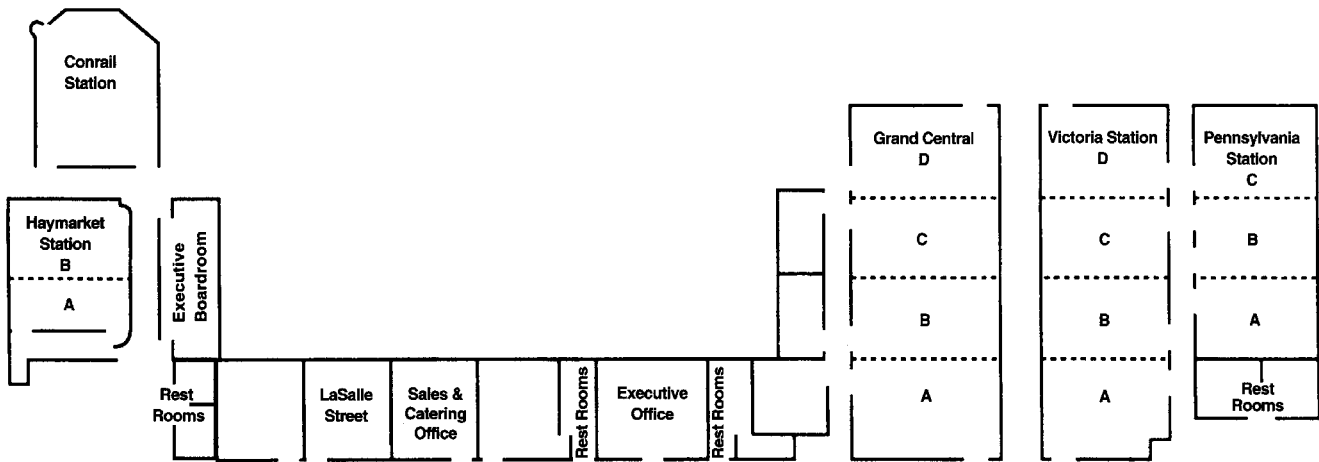 Conrail
Station
Haymarket
Station
B
A
Executive
Boardroom
Rest
Rooms
LaSalle
Street
Sales &
Catering
Office
Rest Rooms
Executive
Office
Rest Rooms
Grand Central
D
C
B
A
Victoria Station
D
C
B
A
Pennsylvania
Station
C
B
A
Rest
Rooms